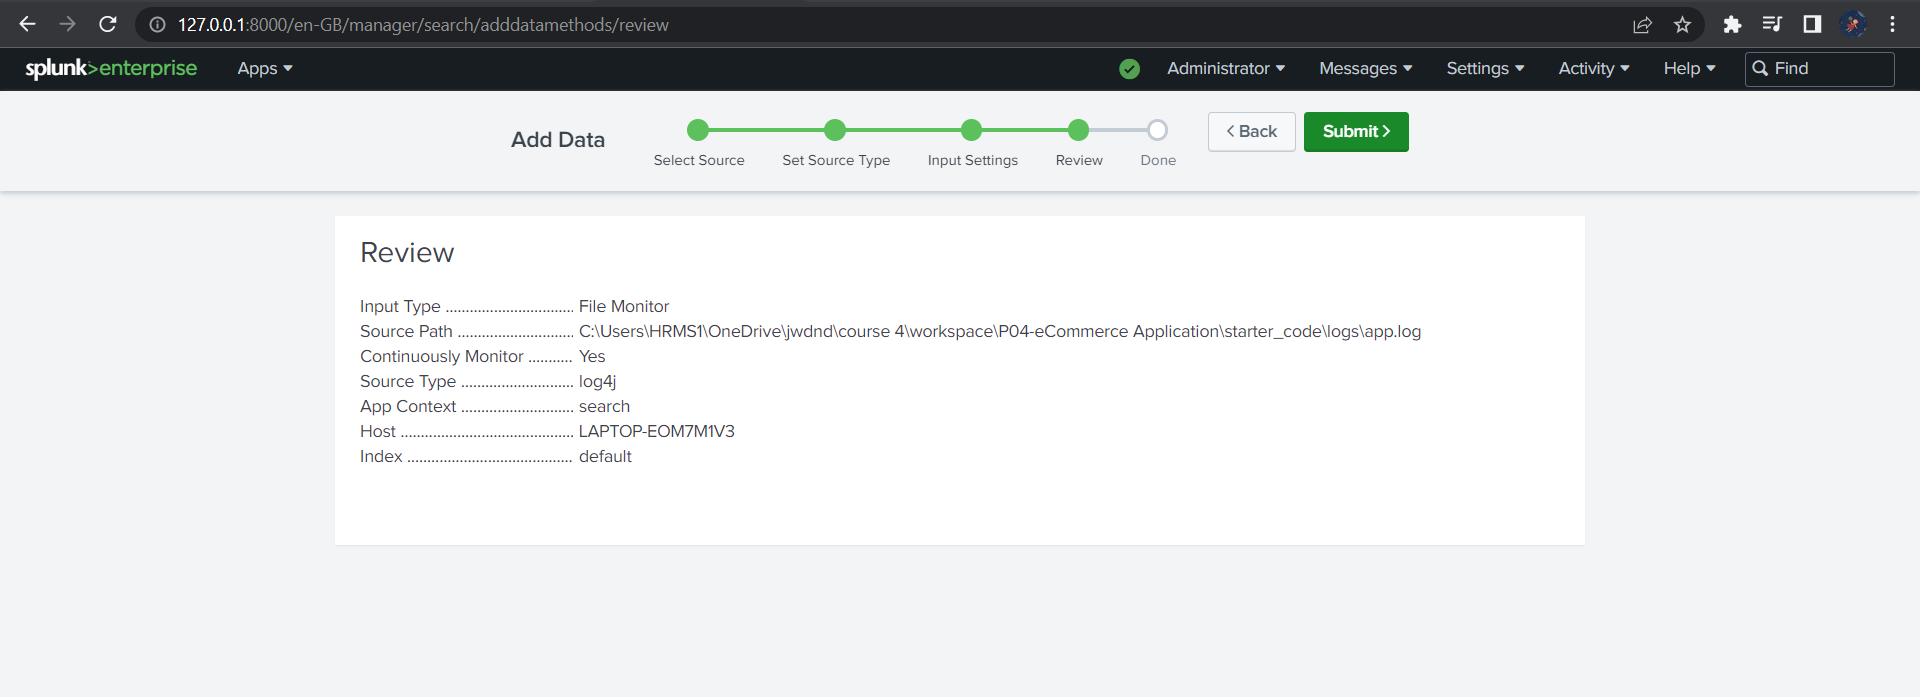 127.0.0.1:8000/en-GB/manager/search/adddatamethods/review
splunk>enterprise Apps Administrator Messages Settings Activity Help Find
Add Data
Select Source Set Source Type Input Settings Review Done
Back Submit
Review
Input Type ................................ File Monitor
Source Path ............................. C:\Users\HRMS1\OneDrive\jwdnd\course 4\workspace\P04-eCommerce Application\starter_code\logs\app.log
Continuously Monitor ........... Yes
Source Type ............................ log4j
App Context ............................ search
Host ........................................... LAPTOP-EOM7M1V3
Index ......................................... default